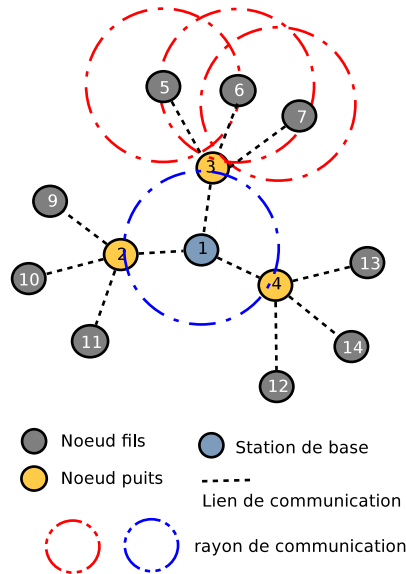 5
6
7
3
9
2
1
10
4
13
11
14
12
Noeud fils
Station de base
Noeud puits
Lien de communication
rayon de communication